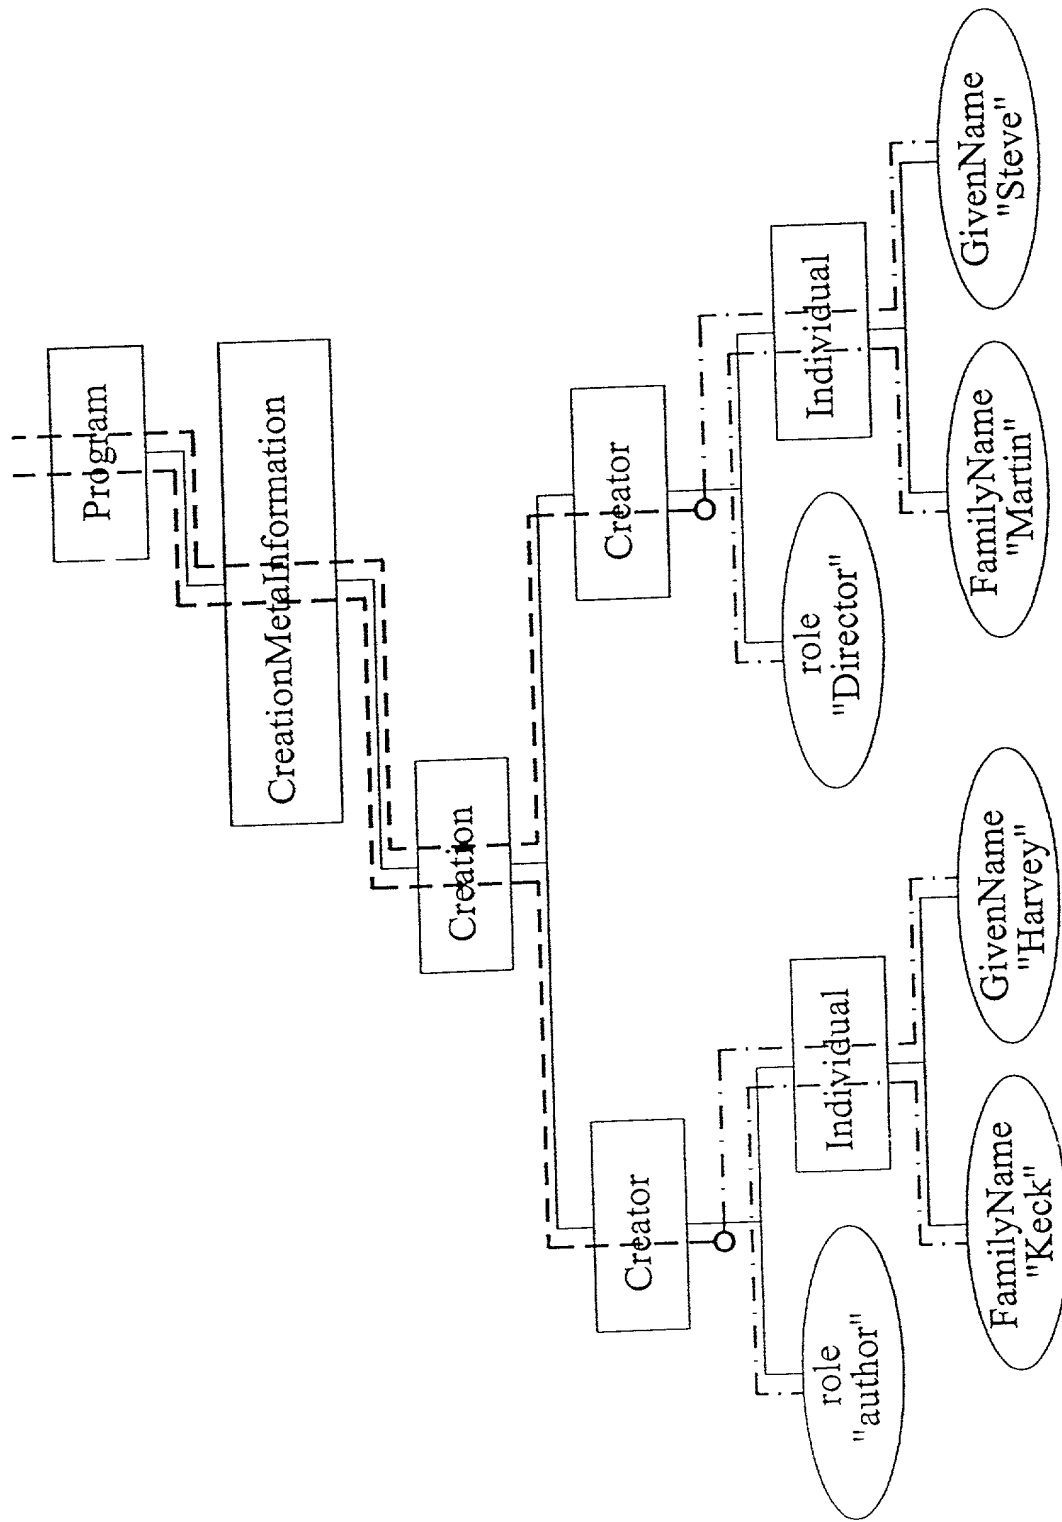 Program
CreationMetaInformation
Creation
Creator
Creator
role
"author"
Individual
role
"Director"
Individual
FamilyName
"Keck"
GivenName
"Harvey"
FamilyName
"Martin"
GivenName
"Steve"